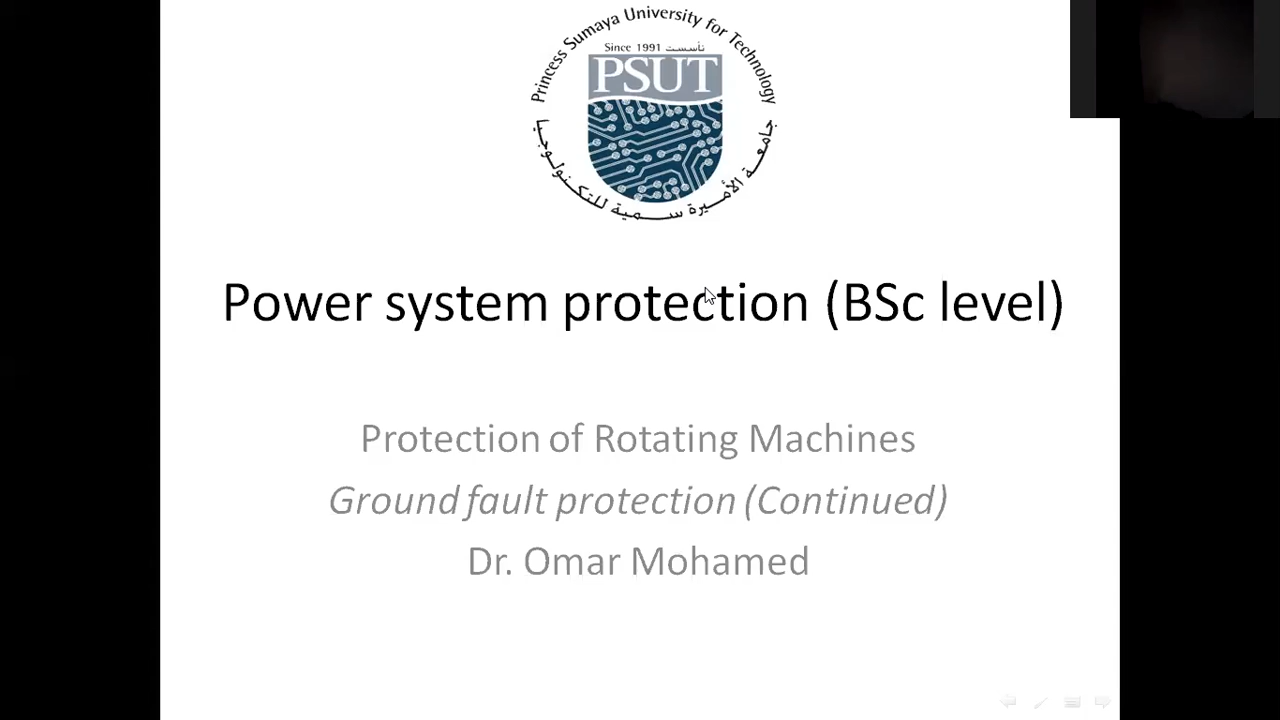 Princess Sumaya University for Technology
Since 1991 تأسست
PSUT
جامعة الأميرة سمية للتكنولوجيا
Power system protection (BSc level)
Protection of Rotating Machines
Ground fault protection (Continued)
Dr. Omar Mohamed